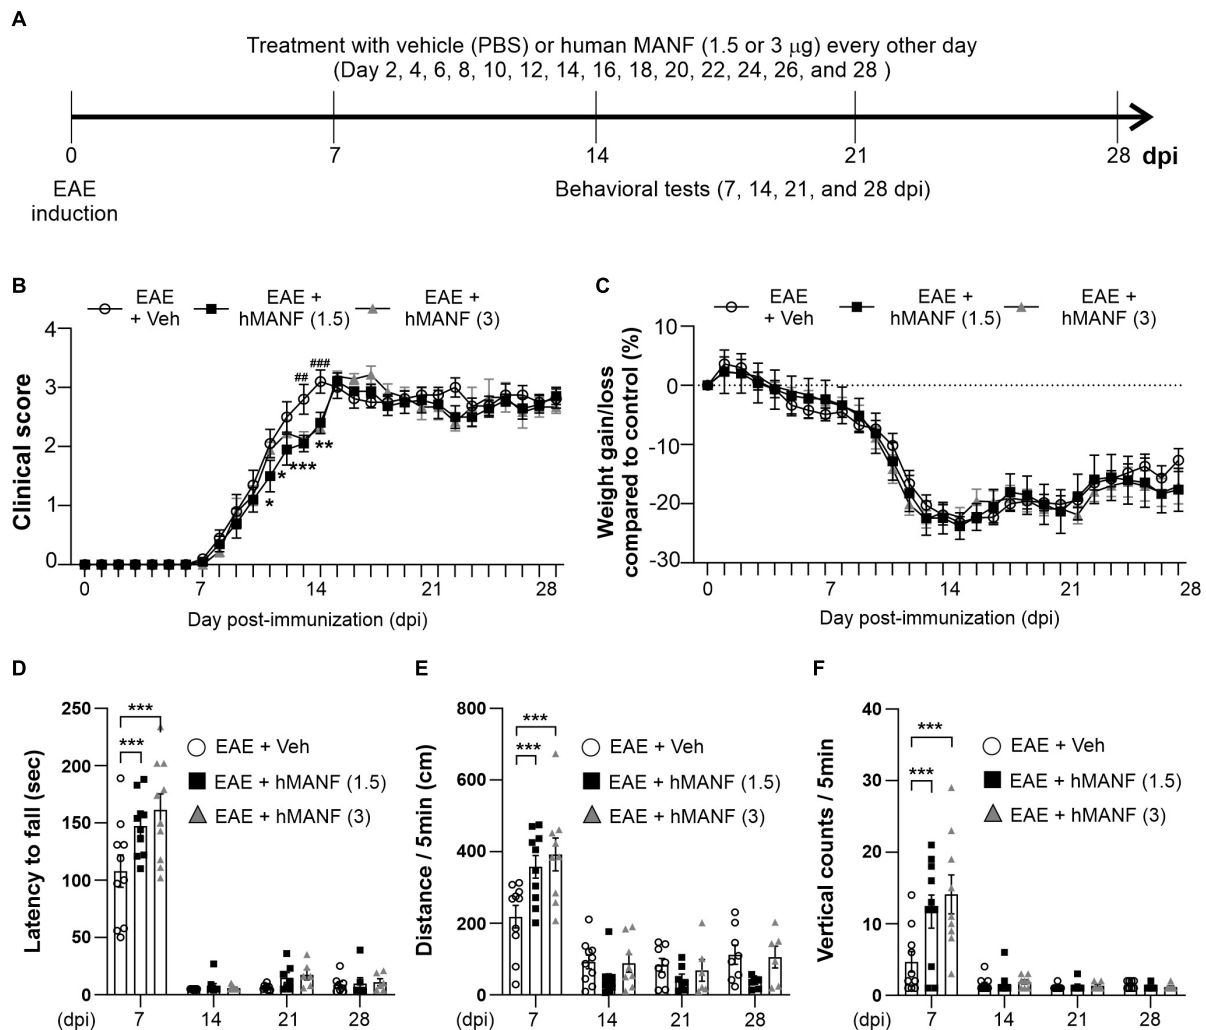 A
Treatment with vehicle (PBS) or human MANF (1.5 or 3 µg) every other day
(Day 2, 4, 6, 8, 10, 12, 14, 16, 18, 20, 22, 24, 26, and 28 )
0 7 14 21 28 dpi
EAE
induction
Behavioral tests (7, 14, 21, and 28 dpi)
B
EAE
+ Veh
EAE +
hMANF (1.5)
EAE +
hMANF (3)
Clinical score
4
3
2
1
0
##
###
*
*
***
**
0 7 14 21 28
Day post-immunization (dpi)
C
EAE
+ Veh
EAE +
hMANF (1.5)
EAE +
hMANF (3)
Weight gain/loss
compared to control (%)
10
0
-10
-20
-30
0 7 14 21 28
Day post-immunization (dpi)
D
Latency to fall (sec)
250
200
150
100
50
0
***
***
EAE + Veh
EAE + hMANF (1.5)
EAE + hMANF (3)
(dpi) 7 14 21 28
E
Distance / 5min (cm)
800
600
400
200
0
***
***
EAE + Veh
EAE + hMANF (1.5)
EAE + hMANF (3)
(dpi) 7 14 21 28
F
Vertical counts / 5min
40
30
20
10
0
***
***
EAE + Veh
EAE + hMANF (1.5)
EAE + hMANF (3)
(dpi) 7 14 21 28